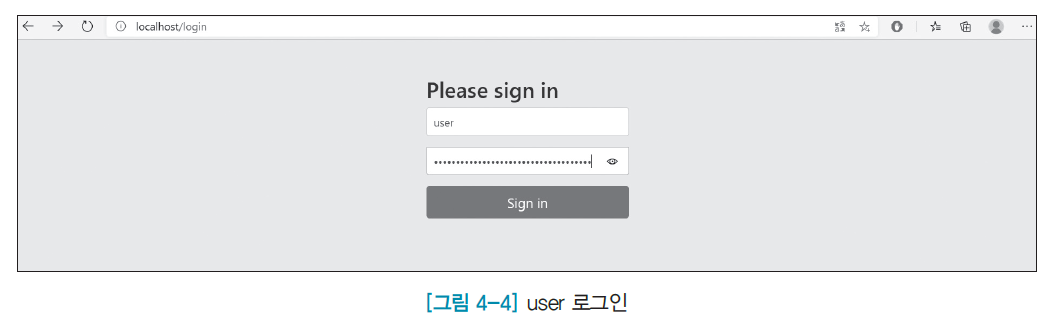 localhost/login
Please sign in
user
Sign in
[그림 4-4] user 로그인